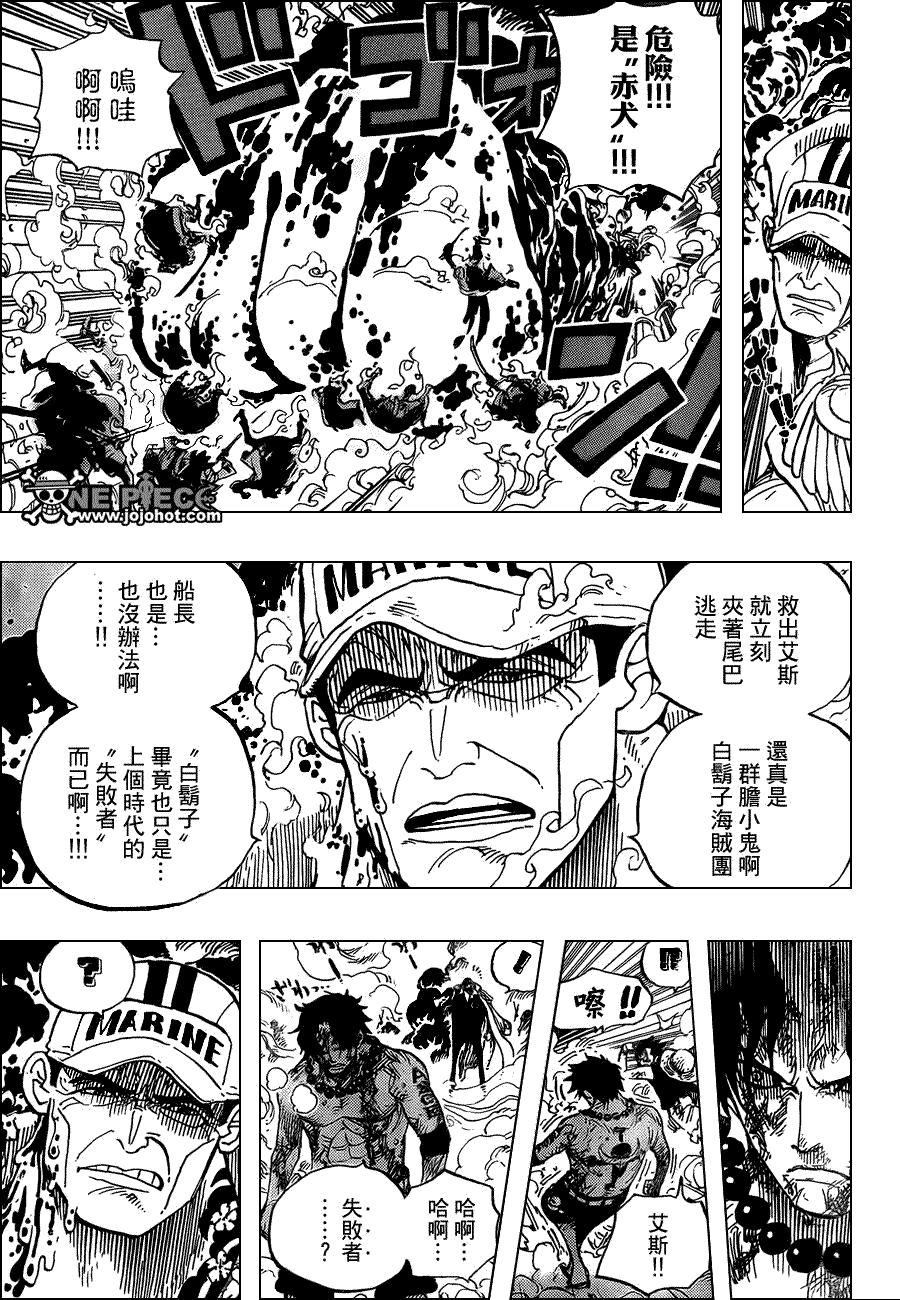 MARINE
危險!!!
是"赤犬"!!!
嗚哇
啊啊!!!
ドゴォ
ONE PIECE
www.jojohot.com
救出艾斯
就立刻
夾著尾巴
逃走
還真是
一群膽小鬼啊
白鬍子海賊團
MARINE
船長
也是…
也沒辦法啊
……!!
"白鬍子"
畢竟也只是…
上個時代的
"失敗者"
而已啊…!!!
!!
嚓!!
艾斯!!
!
哈啊…
哈啊…
失敗者
……?
?
MARINE